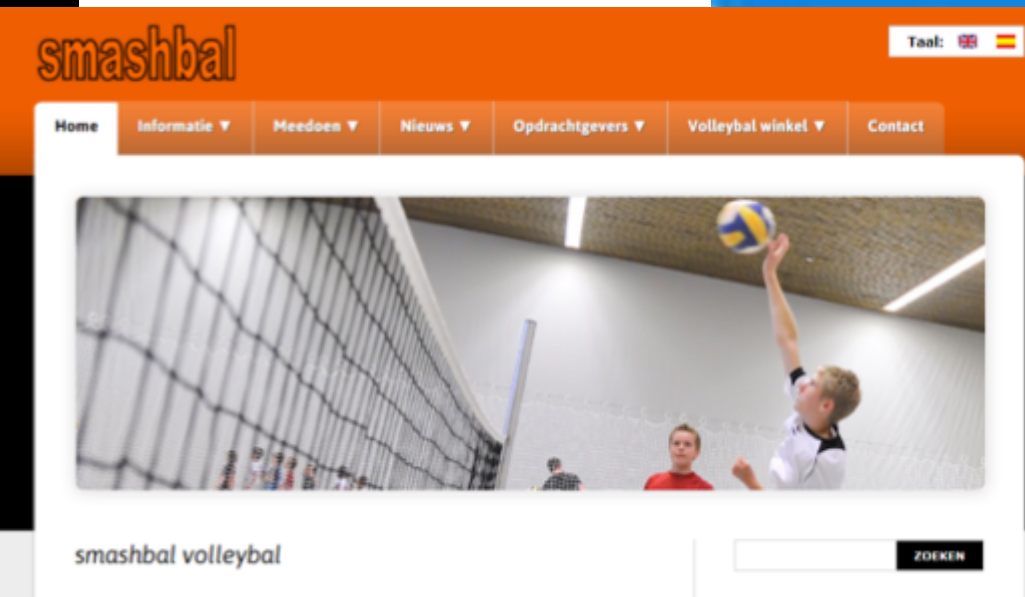 smashbal
Taal:
Home Informatie ▼ Meedoen ▼ Nieuws ▼ Opdrachtgevers ▼ Volleybal winkel ▼ Contact
smashbal volleybal
ZOEKEN